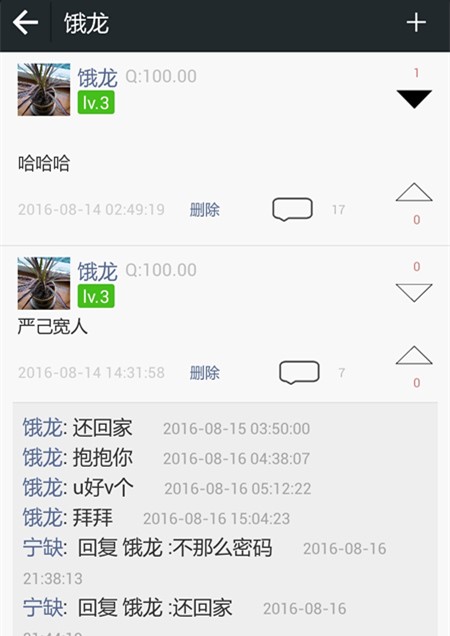 饿龙
饿龙 Q:100.00
1
lv.3
哈哈哈
2016-08-14 02:49:19 删除 17
0
饿龙 Q:100.00
0
lv.3
严己宽人
2016-08-14 14:31:58 删除 7
0
饿龙: 还回家 2016-08-15 03:50:00
饿龙: 抱抱你 2016-08-16 04:38:07
饿龙: u好v个 2016-08-16 05:12:22
饿龙: 拜拜 2016-08-16 15:04:23
宁缺: 回复 饿龙 :不那么密码 2016-08-16
21:38:13
宁缺: 回复 饿龙 :还回家 2016-08-16